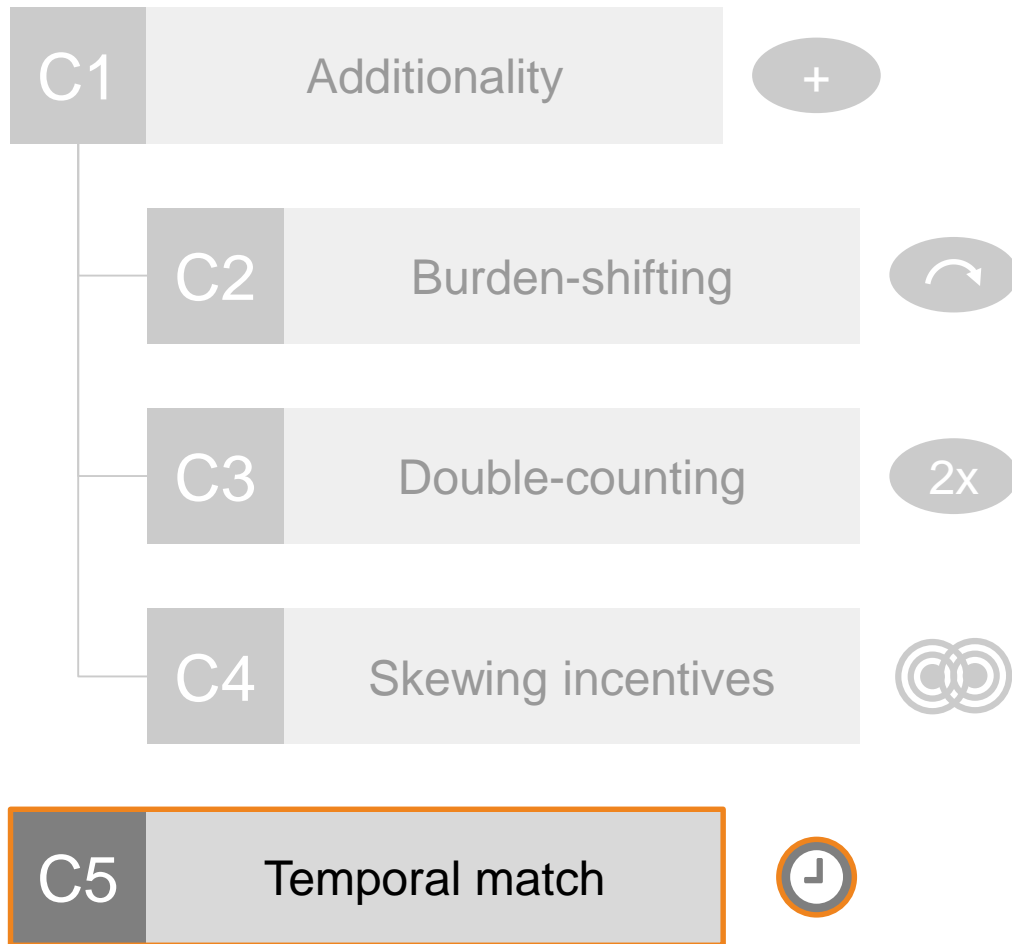 C1 Additionality +
C2 Burden-shifting
C3 Double-counting 2x
C4 Skewing incentives
C5 Temporal match